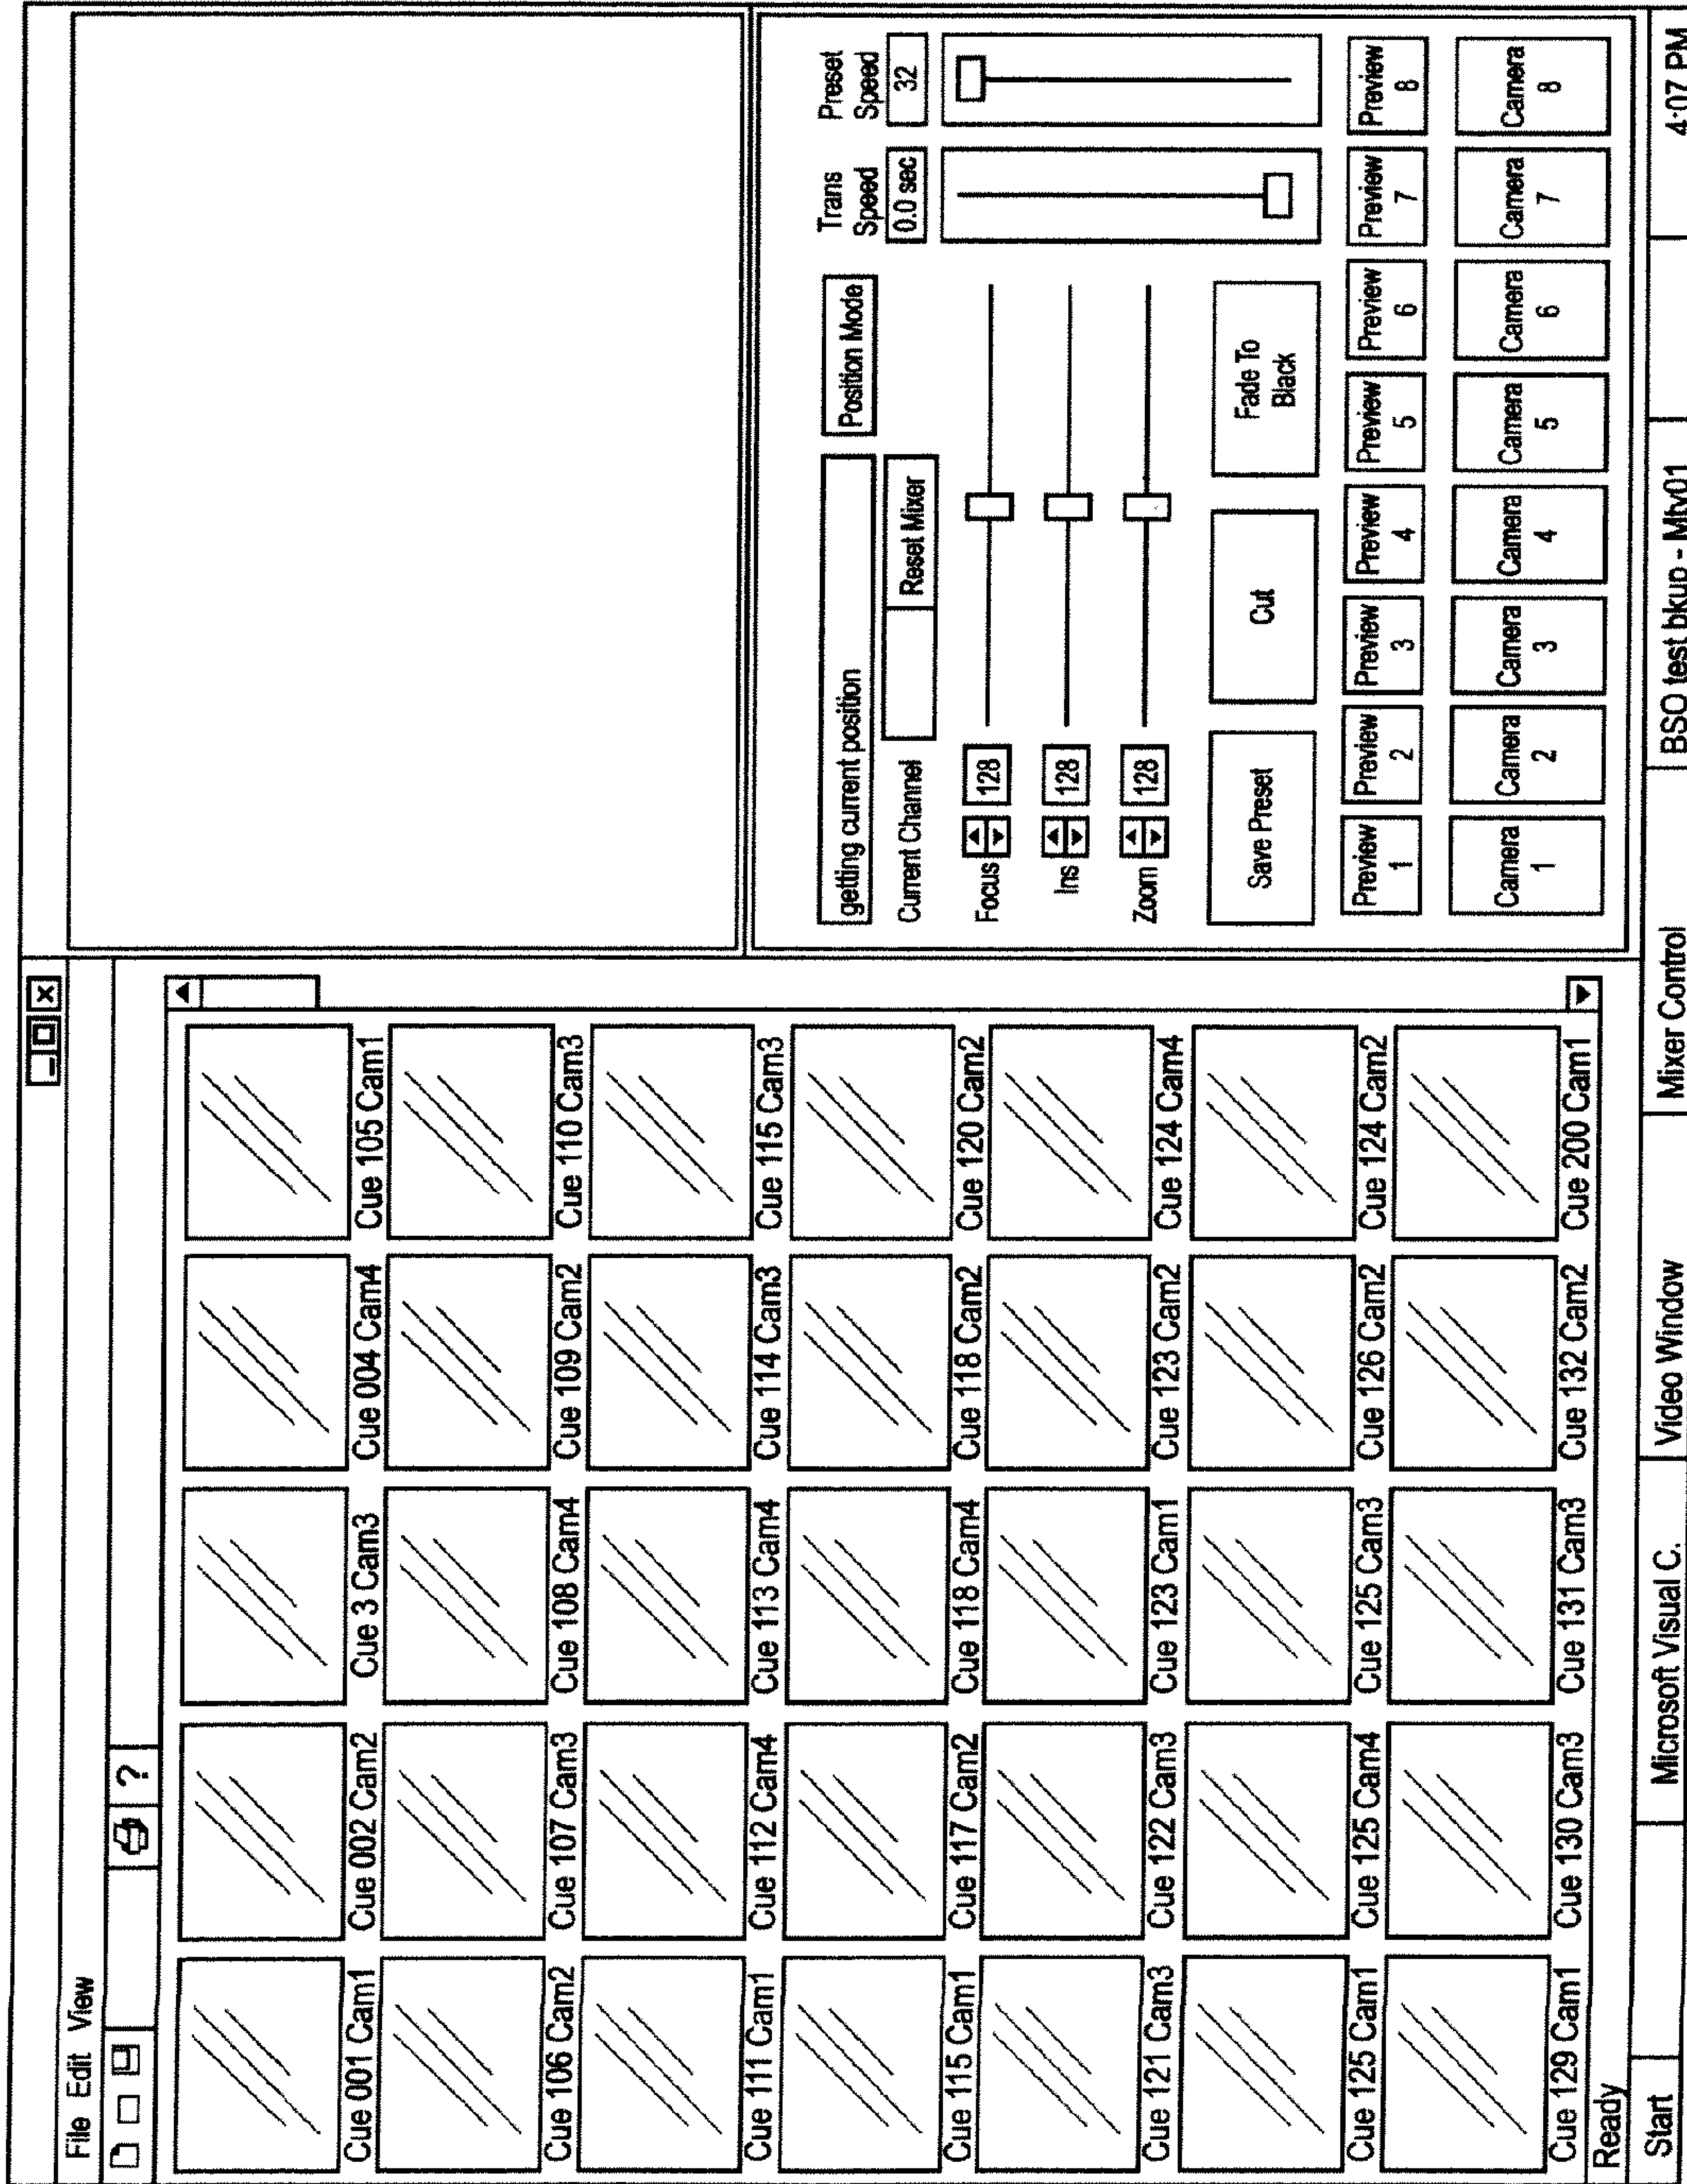 File Edit View
?
Cue 001 Cam1 Cue 002 Cam2 Cue 3 Cam3 Cue 004 Cam4 Cue 105 Cam1
Cue 106 Cam2 Cue 107 Cam3 Cue 108 Cam4 Cue 109 Cam2 Cue 110 Cam3
Cue 111 Cam1 Cue 112 Cam4 Cue 113 Cam4 Cue 114 Cam3 Cue 115 Cam3
Cue 115 Cam1 Cue 117 Cam2 Cue 118 Cam4 Cue 118 Cam2 Cue 120 Cam2
Cue 121 Cam3 Cue 122 Cam3 Cue 123 Cam1 Cue 123 Cam2 Cue 124 Cam4
Cue 125 Cam1 Cue 125 Cam4 Cue 125 Cam3 Cue 126 Cam2 Cue 124 Cam2
Cue 129 Cam1 Cue 130 Cam3 Cue 131 Cam3 Cue 132 Cam2 Cue 200 Cam1
Ready
getting current position Position Mode
Trans Preset
Speed Speed
Current Channel Reset Mixer 0.0 sec 32
Focus 128
Ins 128
Zoom 128
Save Preset Cut Fade To
Black
Preview Preview Preview Preview Preview Preview Preview Preview
1 2 3 4 5 6 7 8
Camera Camera Camera Camera Camera Camera Camera Camera
1 2 3 4 5 6 7 8
Start Microsoft Visual C. Video Window Mixer Control BSO test bkup - Mtv01 4:07 PM